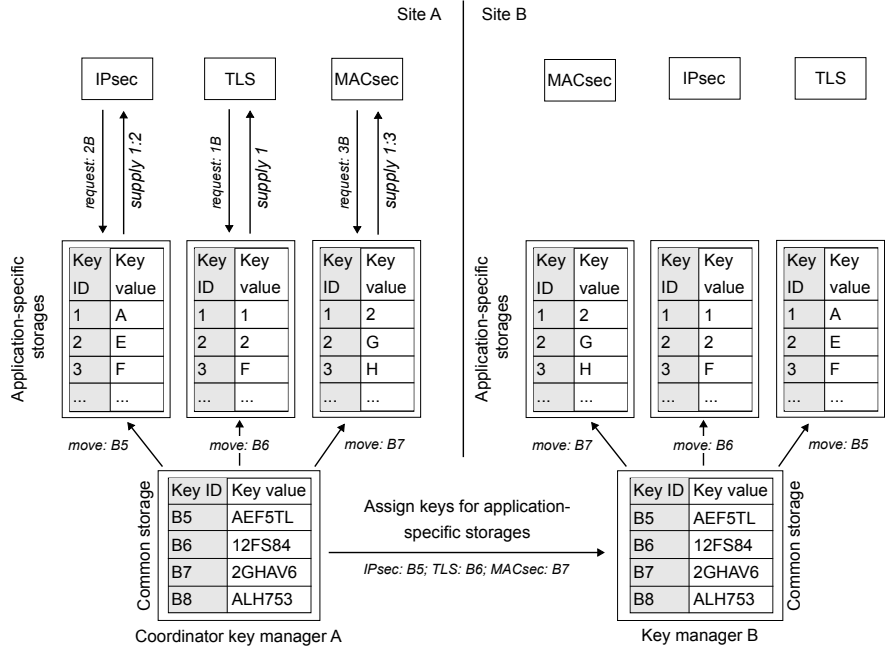 Site A
Site B
IPsec
TLS
MACsec
MACsec
IPsec
TLS
request: 2B
supply 1:2
request: 1B
supply 1
request: 3B
supply 1:3
Application-specific
storages
Key Key
ID value
1 A
2 E
3 F
... ...
Key Key
ID value
1 1
2 2
3 F
... ...
Key Key
ID value
1 2
2 G
3 H
... ...
Application-specific
storages
Key Key
ID value
1 2
2 G
3 H
... ...
Key Key
ID value
1 1
2 2
3 F
... ...
Key Key
ID value
1 A
2 E
3 F
... ...
move: B5
move: B6
move: B7
move: B7
move: B6
move: B5
Common storage
Key ID Key value
B5 AEF5TL
B6 12FS84
B7 2GHAV6
B8 ALH753
Coordinator key manager A
Assign keys for application-
specific storages
IPsec: B5; TLS: B6; MACsec: B7
Key ID Key value
B5 AEF5TL
B6 12FS84
B7 2GHAV6
B8 ALH753
Common storage
Key manager B